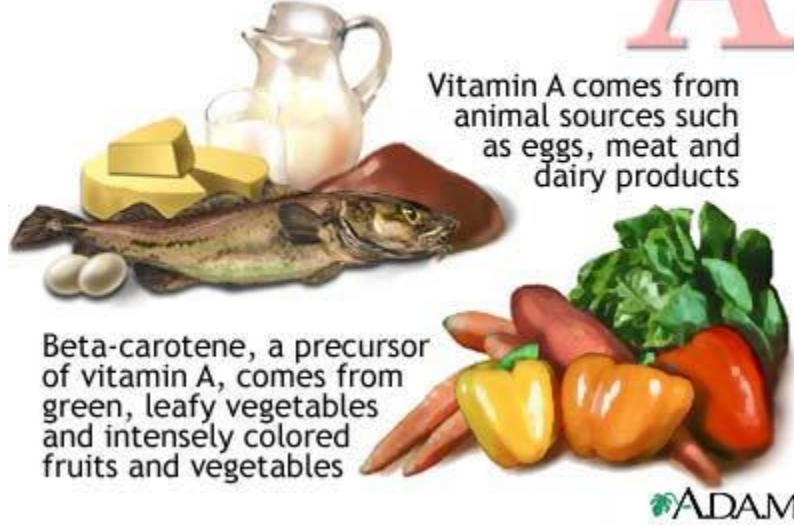 A
Vitamin A comes from
animal sources such
as eggs, meat and
dairy products
Beta-carotene, a precursor
of vitamin A, comes from
green, leafy vegetables
and intensely colored
fruits and vegetables
ADAM